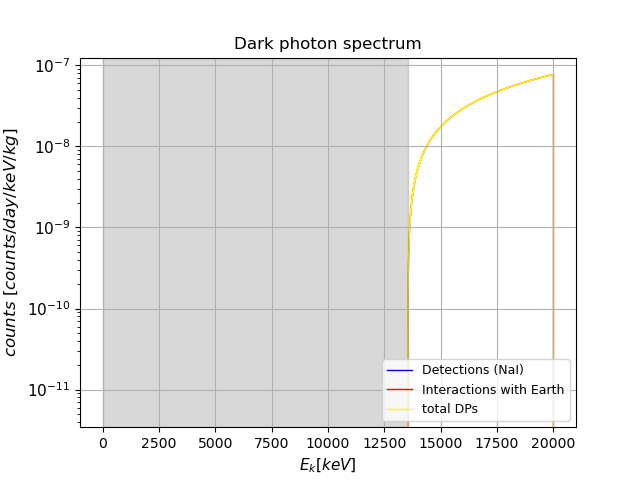 Dark photon spectrum
counts [counts/day/keV/kg]
10⁻⁷
10⁻⁸
10⁻⁹
10⁻¹⁰
10⁻¹¹
Detections (NaI)
Interactions with Earth
total DPs
0 2500 5000 7500 10000 12500 15000 17500 20000
Eₖ[keV]